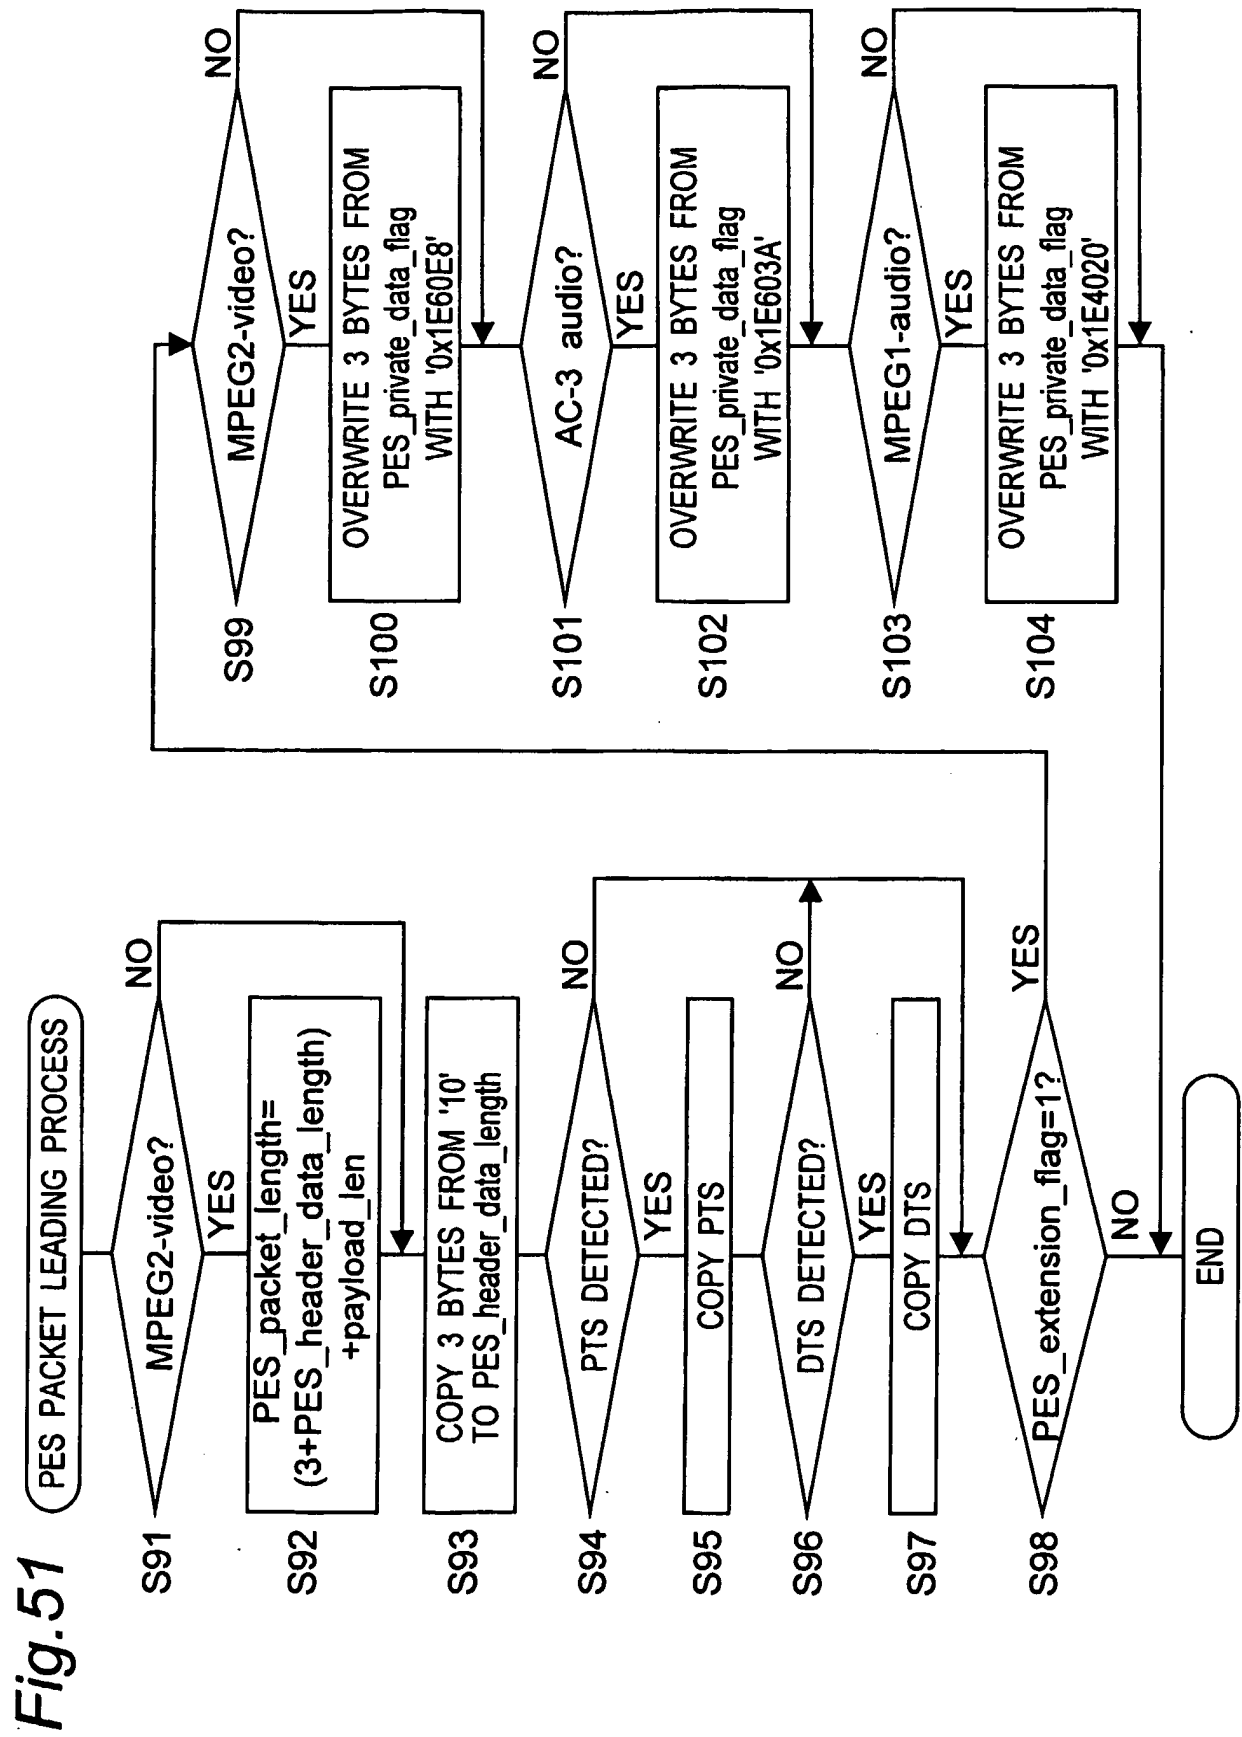 Fig.51
PES PACKET LEADING PROCESS
S91
MPEG2-video?
NO
YES
S92
PES_packet_length=
(3+PES_header_data_length)
+payload_len
S93
COPY 3 BYTES FROM '10'
TO PES_header_data_length
S94
PTS DETECTED?
NO
YES
S95
COPY PTS
S96
DTS DETECTED?
NO
YES
S97
COPY DTS
S98
PES_extension_flag=1?
YES
NO
END
S99
MPEG2-video?
NO
YES
S100
OVERWRITE 3 BYTES FROM
PES_private_data_flag
WITH '0x1E60E8'
S101
AC-3 audio?
NO
YES
S102
OVERWRITE 3 BYTES FROM
PES_private_data_flag
WITH '0x1E603A'
S103
MPEG1-audio?
NO
YES
S104
OVERWRITE 3 BYTES FROM
PES_private_data_flag
WITH '0x1E4020'